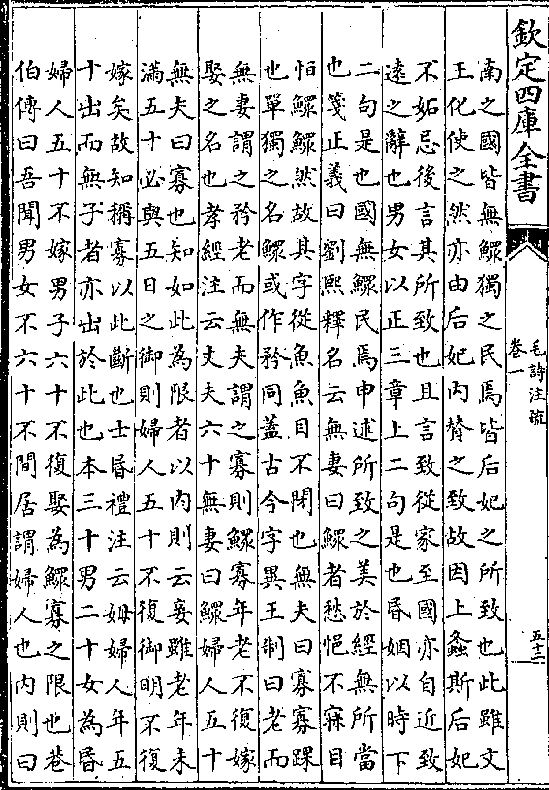 欽定四庫全書
毛詩注疏
卷一
五十二
南之國皆無鰥獨之民焉皆后妃之所致也此雖文
王化使之然亦由后妃内賛之致故因上螽斯后妃
不妬忌後言其所致也且言致從家至國亦自近致
遠之辭也男女以正三章上二句是也昏姻以時下
二句是也國無鰥民焉申述所致之美於經無所當
也箋正義曰劉熙釋名云無妻曰鰥者愁悒不寐目
恒鰥鰥然故其字從魚魚目不閉也無夫曰寡寡踝
也單獨之名鰥或作矜同蓋古今字異王制曰老而
無妻謂之矜老而無夫謂之寡則鰥寡年老不復嫁
娶之名也孝經注云丈夫六十無妻曰鰥婦人五十
無夫曰寡也知如此為限者以内則云妾雖老年未
滿五十必與五日之御則婦人五十不復御明不復
嫁矣故知稱寡以此斷也士昏禮注云姆婦人年五
十出而無子者亦出於此也本三十男二十女為昏
婦人五十不嫁男子六十不復娶為鰥寡之限也巷
伯傳曰吾聞男女不六十不間居謂婦人也内則曰